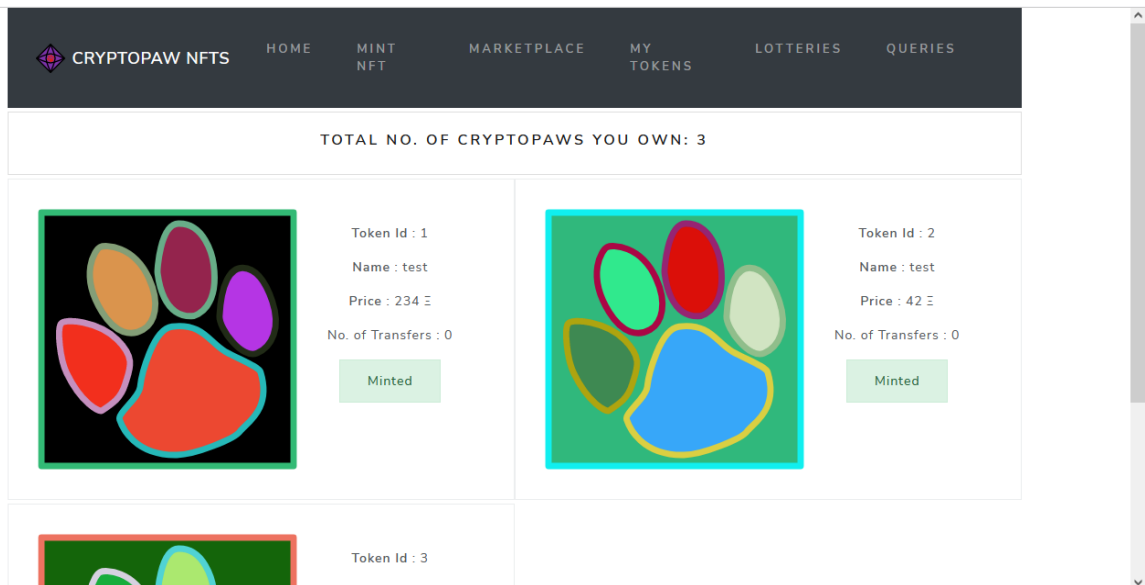 CRYPTOPAW NFTS
HOME
MINT
NFT
MARKETPLACE
MY
TOKENS
LOTTERIES
QUERIES
TOTAL NO. OF CRYPTOPAWS YOU OWN: 3
Token Id : 1
Name : test
Price : 234 Ξ
No. of Transfers : 0
Minted
Token Id : 2
Name : test
Price : 42 Ξ
No. of Transfers : 0
Minted
Token Id : 3